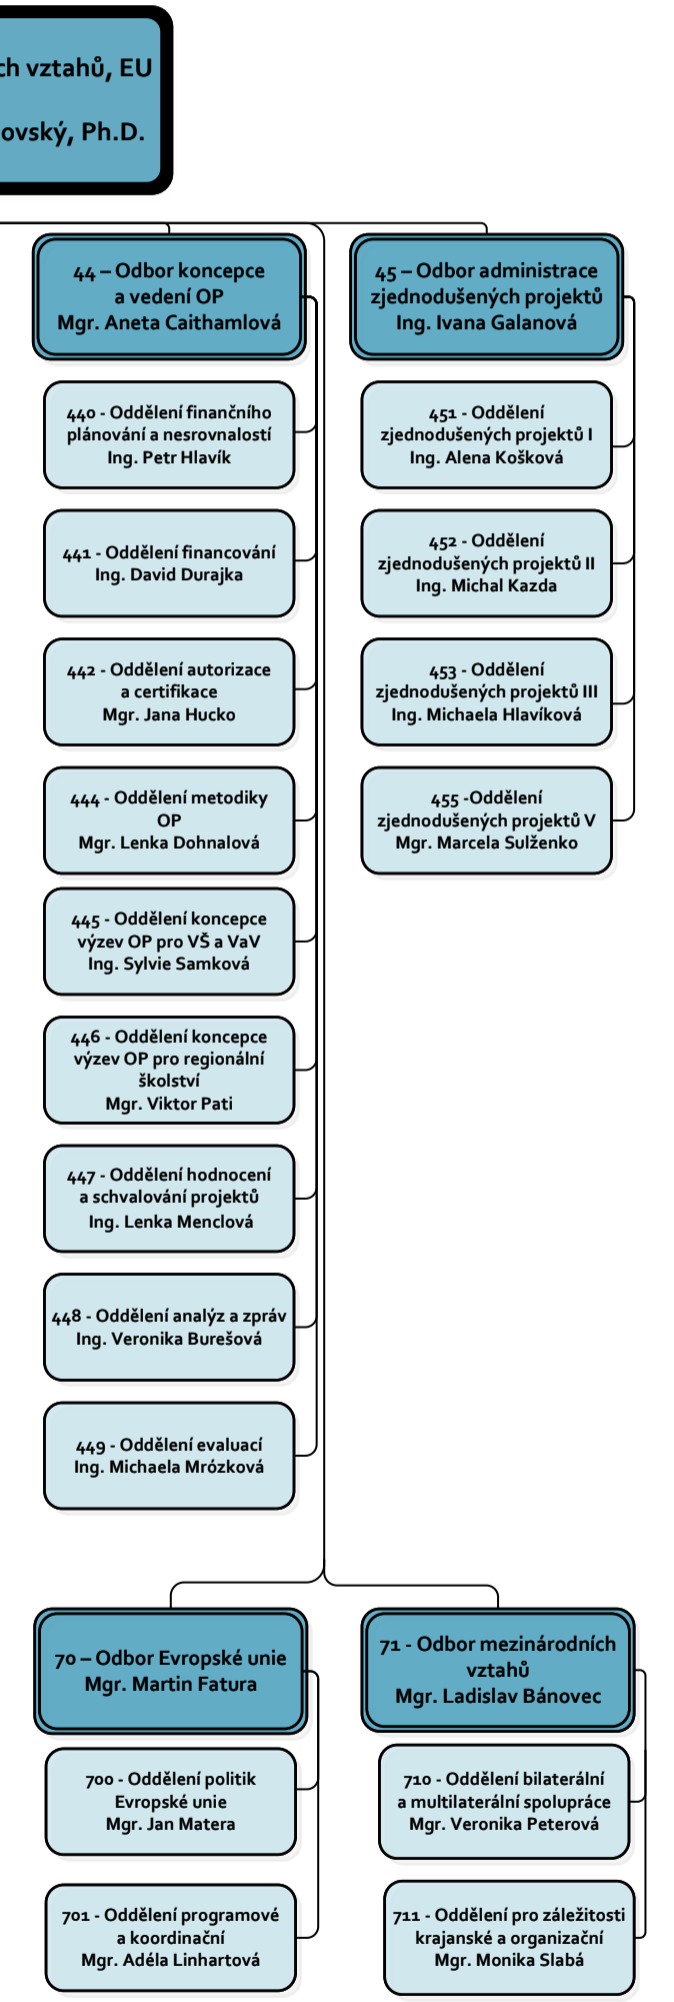 ch vztahů, EU
ovský, Ph.D.
44 – Odbor koncepce
a vedení OP
Mgr. Aneta Caithamlová
440 - Oddělení finančního
plánování a nesrovnalostí
Ing. Petr Hlavík
441 - Oddělení financování
Ing. David Durajka
442 - Oddělení autorizace
a certifikace
Mgr. Jana Hucko
444 - Oddělení metodiky
OP
Mgr. Lenka Dohnalová
445 - Oddělení koncepce
výzev OP pro VŠ a VaV
Ing. Sylvie Samková
446 - Oddělení koncepce
výzev OP pro regionální
školství
Mgr. Viktor Pati
447 - Oddělení hodnocení
a schvalování projektů
Ing. Lenka Menclová
448 - Oddělení analýz a zpráv
Ing. Veronika Burešová
449 - Oddělení evaluací
Ing. Michaela Mrózková
45 – Odbor administrace
zjednodušených projektů
Ing. Ivana Galanová
451 - Oddělení
zjednodušených projektů I
Ing. Alena Košková
452 - Oddělení
zjednodušených projektů II
Ing. Michal Kazda
453 - Oddělení
zjednodušených projektů III
Ing. Michaela Hlavíková
455 -Oddělení
zjednodušených projektů V
Mgr. Marcela Sulženko
70 – Odbor Evropské unie
Mgr. Martin Fatura
700 - Oddělení politik
Evropské unie
Mgr. Jan Matera
701 - Oddělení programové
a koordinační
Mgr. Adéla Linhartová
71 - Odbor mezinárodních
vztahů
Mgr. Ladislav Bánovec
710 - Oddělení bilaterální
a multilaterální spolupráce
Mgr. Veronika Peterová
711 - Oddělení pro záležitosti
krajanské a organizační
Mgr. Monika Slabá